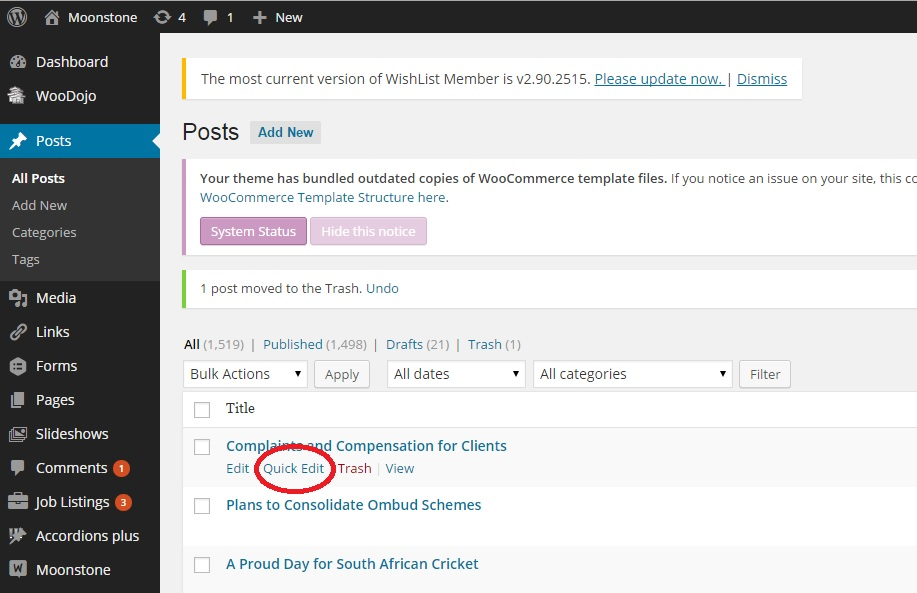 Moonstone 4 1 New
Dashboard
WooDojo
Posts
All Posts
Add New
Categories
Tags
Media
Links
Forms
Pages
Slideshows
Comments 1
Job Listings 3
Accordions plus
Moonstone
The most current version of WishList Member is v2.90.2515. Please update now. | Dismiss
Posts Add New
Your theme has bundled outdated copies of WooCommerce template files. If you notice an issue on your site, this co
WooCommerce Template Structure here.
System Status Hide this notice
1 post moved to the Trash. Undo
All (1,519) | Published (1,498) | Drafts (21) | Trash (1)
Bulk Actions Apply All dates All categories Filter
Title
Complaints and Compensation for Clients
Edit Quick Edit Trash | View
Plans to Consolidate Ombud Schemes
A Proud Day for South African Cricket